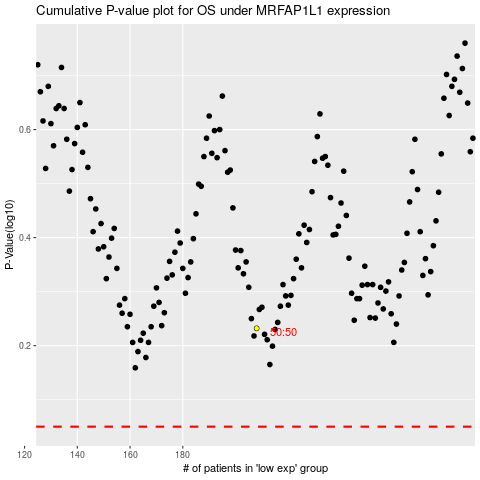 Cumulative P-value plot for OS under MRFAP1L1 expression
P-Value(log10)
0.6
0.4
0.2
50:50
120 140 160 180
# of patients in 'low exp' group